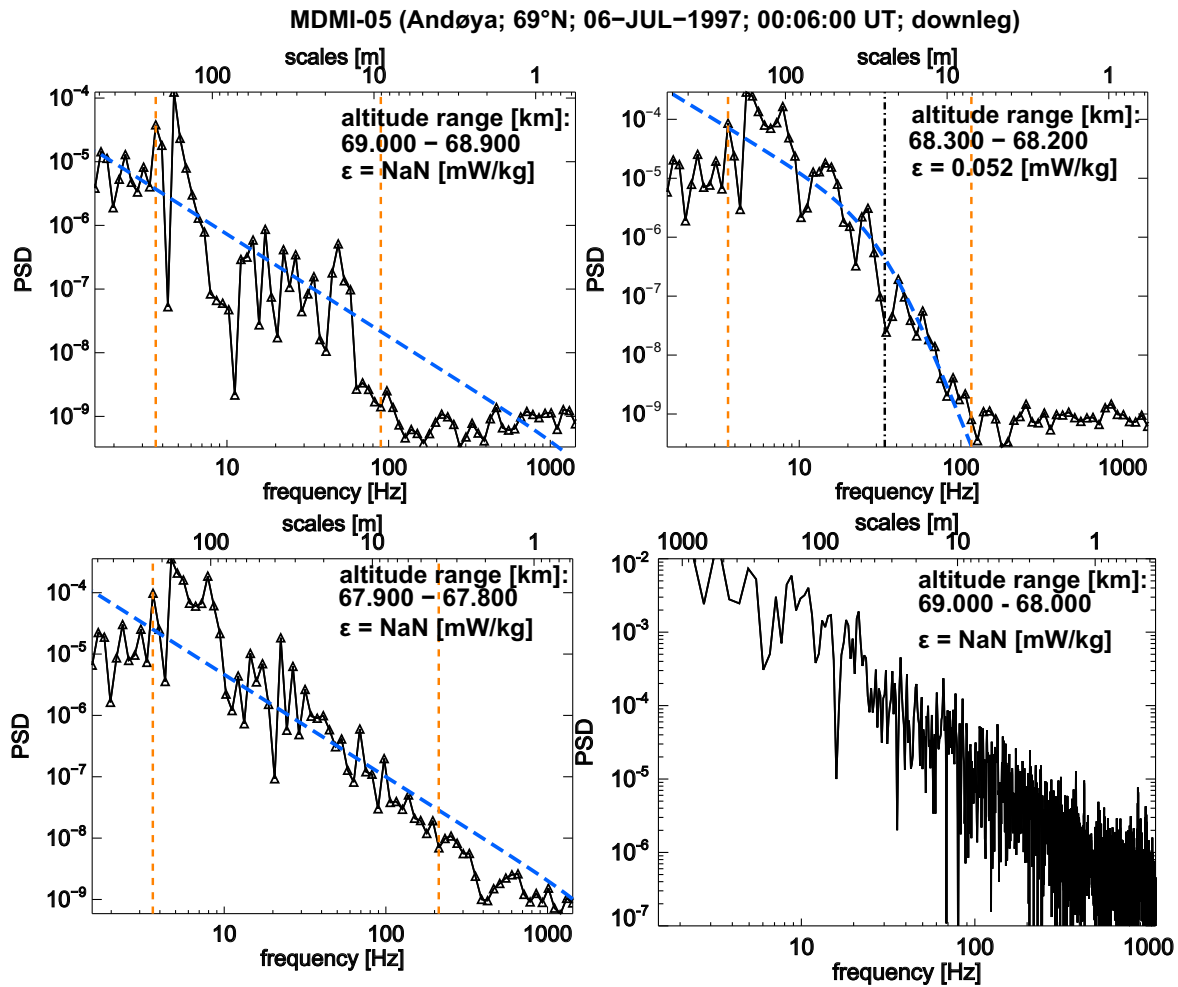 MDMI−05 (Andøya; 69°N; 06−JUL−1997; 00:06:00 UT; downleg)
scales [m]
100 10 1
10⁻⁴
10⁻⁵
10⁻⁶
10⁻⁷
10⁻⁸
10⁻⁹
PSD
altitude range [km]:
69.000 − 68.900
ε = NaN [mW/kg]
10 100 1000
frequency [Hz]
scales [m]
100 10 1
10⁻⁴
10⁻⁵
10⁻⁶
10⁻⁷
10⁻⁸
10⁻⁹
PSD
altitude range [km]:
68.300 − 68.200
ε = 0.052 [mW/kg]
10 100 1000
frequency [Hz]
scales [m]
100 10 1
10⁻⁴
10⁻⁵
10⁻⁶
10⁻⁷
10⁻⁸
10⁻⁹
PSD
altitude range [km]:
67.900 − 67.800
ε = NaN [mW/kg]
10 100 1000
frequency [Hz]
scales [m]
1000 100 10 1
10⁻²
10⁻³
10⁻⁴
10⁻⁵
10⁻⁶
10⁻⁷
PSD
altitude range [km]:
69.000 - 68.000
ε = NaN [mW/kg]
10 100 1000
frequency [Hz]